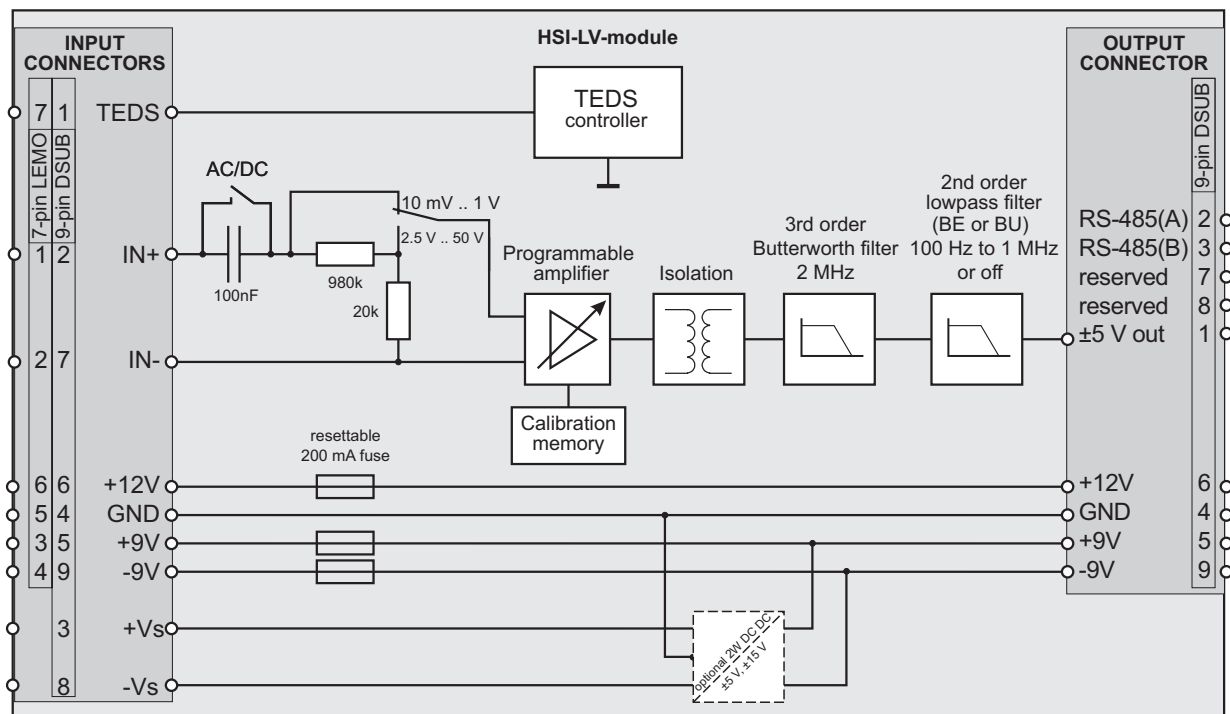 HSI-LV-module
INPUT
CONNECTORS
7-pin LEMO
9-pin DSUB
7 1 TEDS
1 2 IN+
2 7 IN-
6 6 +12V
5 4 GND
3 5 +9V
4 9 -9V
3 +Vs
8 -Vs
TEDS
controller
AC/DC
100nF
980k
20k
10 mV .. 1 V
2.5 V .. 50 V
Programmable
amplifier
Calibration
memory
Isolation
3rd order
Butterworth filter
2 MHz
2nd order
lowpass filter
(BE or BU)
100 Hz to 1 MHz
or off
resettable
200 mA fuse
optional 2W DC DC
±5 V, ±15 V
OUTPUT
CONNECTOR
9-pin DSUB
RS-485(A) 2
RS-485(B) 3
reserved 7
reserved 8
±5 V out 1
+12V 6
GND 4
+9V 5
-9V 9